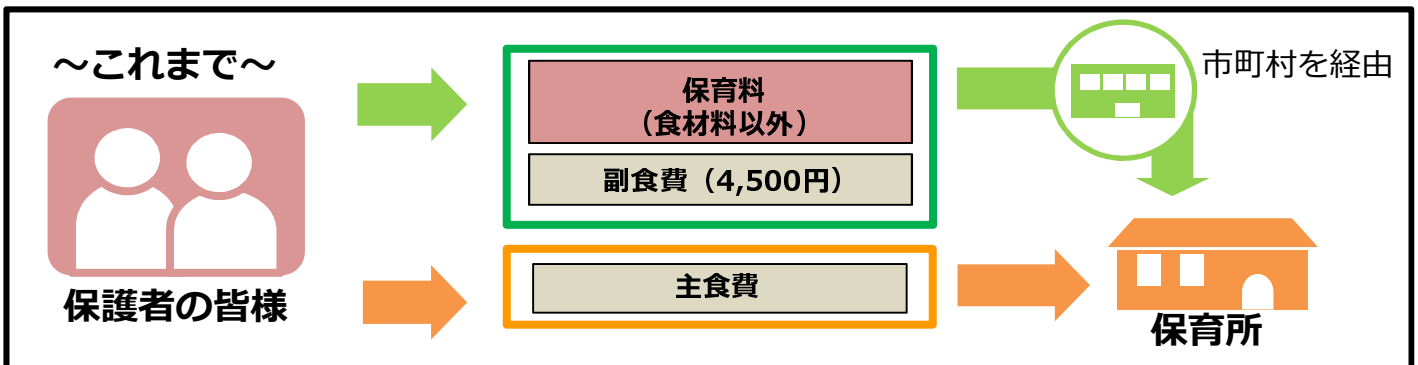 ～これまで～
保護者の皆様
保育料
（食材料以外）
副食費（4,500円）
主食費
市町村を経由
保育所